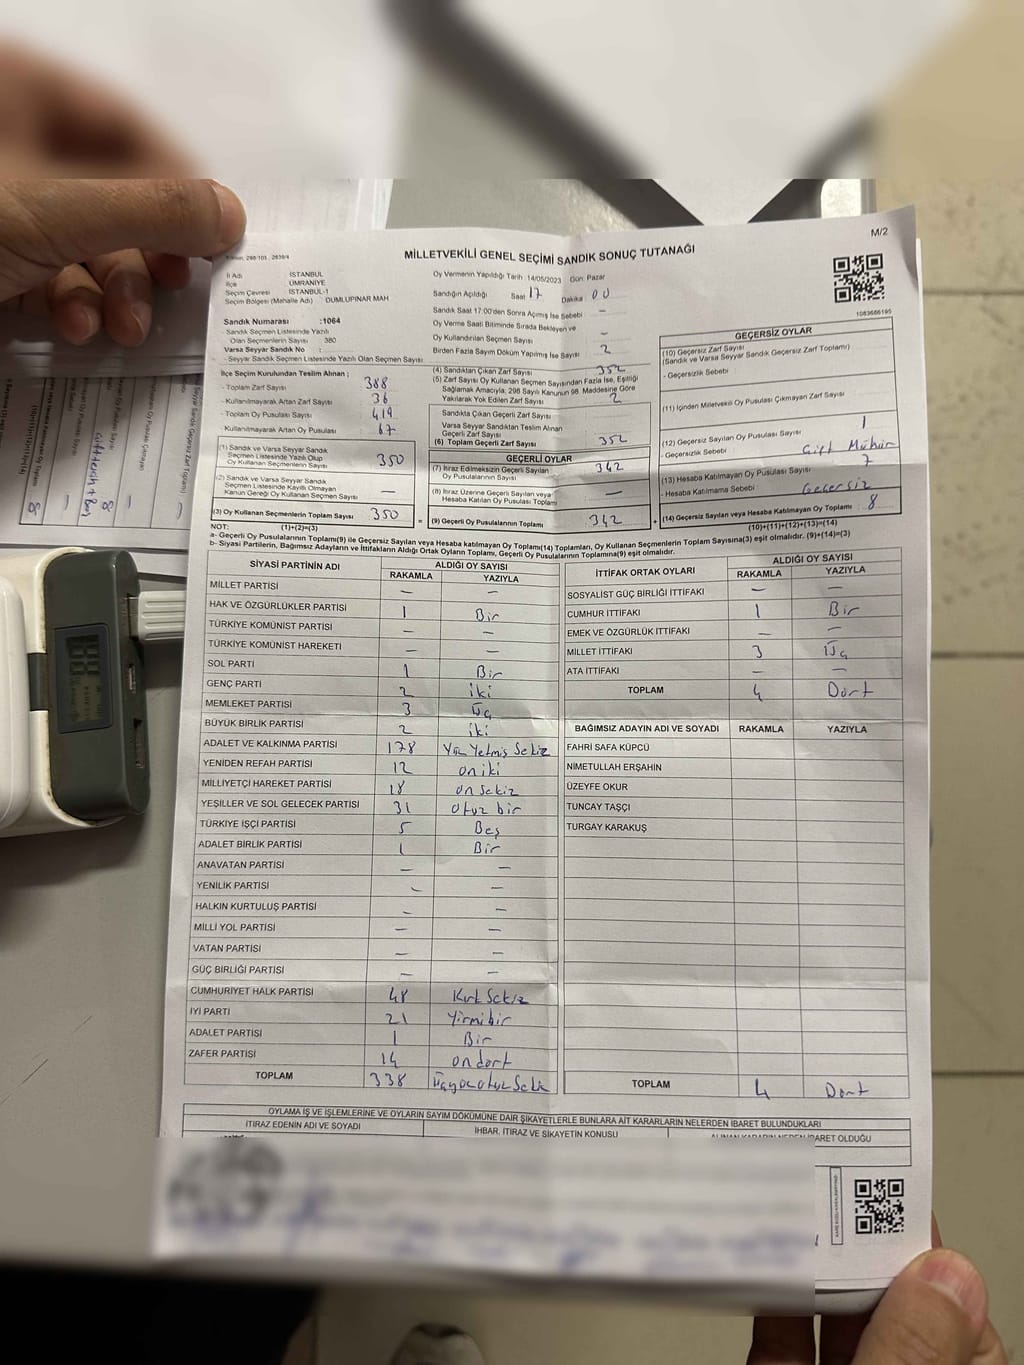 M/2
MİLLETVEKİLİ GENEL SEÇİMİ SANDIK SONUÇ TUTANAĞI
İl Adı İSTANBUL
İlçe ÜMRANİYE
Seçim Çevresi İSTANBUL-1
Seçim Bölgesi (Mahalle Adı) DUMLUPINAR MAH
Sandık Numarası :1064
- Sandık Seçmen Listesinde Yazılı
Olan Seçmenlerin Sayısı 380
Varsa Seyyar Sandık No :
- Seyyar Sandık Seçmen Listesinde Yazılı Olan Seçmen Sayısı
İlçe Seçim Kurulundan Teslim Alınan ;
- Toplam Zarf Sayısı 388
- Kullanılmayarak Artan Zarf Sayısı 36
- Toplam Oy Pusulası Sayısı 419
- Kullanılmayarak Artan Oy Pusulası 67
(1) Sandık ve Varsa Seyyar Sandık
Seçmen Listesinde Yazılı Olup
Oy Kullanan Seçmenlerin Sayısı 350
(2) Sandık ve Varsa Seyyar Sandık
Seçmen Listesinde Kayıtlı Olmayan
Kanun Gereği Oy Kullanan Seçmenlerin Sayısı —
(3) Oy Kullanan Seçmenlerin Toplam Sayısı 350
Oy Vermenin Yapıldığı Tarih :14/05/2023 Gün: Pazar
Sandığın Açıldığı Saat 17 Dakika 00
Sandık Saat 17:00'den Sonra Açılmış İse Sebebi —
Oy Verme Saati Bitiminde Sırada Bekleyen ve
Oy Kullandırılan Seçmen Sayısı —
Birden Fazla Sayım Döküm Yapılmış İse Sayısı 2
(4) Sandıktan Çıkan Zarf Sayısı 352
(5) Zarf Sayısı Oy Kullanan Seçmen Sayısından Fazla İse, Eşitliği
Sağlamak Amacıyla, 298 Sayılı Kanunun 98. Maddesine Göre
Yakılarak Yok Edilen Zarf Sayısı 2
Sandıkta Çıkan Geçerli Zarf Sayısı
Varsa Seyyar Sandıktan Teslim Alınan
Geçerli Zarf Sayısı
(6) Toplam Geçerli Zarf Sayısı 352
GEÇERLİ OYLAR
(7) İtiraz Edilmeksizin Geçerli Sayılan
Oy Pusulalarının Sayısı 342
(8) İtiraz Üzerine Geçerli Sayılan veya
Hesaba Katılan Oy Pusulası Toplamı —
= (9) Geçerli Oy Pusulalarının Toplamı 342 +
1083686195
GEÇERSİZ OYLAR
(10) Geçersiz Zarf Sayısı
(Sandık ve Varsa Seyyar Sandık Geçersiz Zarf Toplamı)
- Geçersizlik Sebebi
(11) İçinden Milletvekili Oy Pusulası Çıkmayan Zarf Sayısı
(12) Geçersiz Sayılan Oy Pusulası Sayısı 1
- Geçersizlik Sebebi Çift Mühür
(13) Hesaba Katılmayan Oy Pusulası Sayısı 7
- Hesaba Katılmama Sebebi Geçersiz
(14) Geçersiz Sayılan veya Hesaba Katılmayan Oy Toplamı 8
NOT: (1)+(2)=(3)
(10)+(11)+(12)+(13)=(14)
a- Geçerli Oy Pusulaları Toplamı(9) ile Geçersiz Sayılan veya Hesaba katılmayan Oy Toplamı(14) Toplamları, Oy Kullanan Seçmenlerin Toplam Sayısına(3) eşit olmalıdır. (9)+(14)=(3)
b- Siyasi Partilerin, Bağımsız Adayların ve İttifakların Aldığı Ortak Oyların Toplamı, Geçerli Oy Pusulalarının Toplamına(9) eşit olmalıdır.
SİYASİ PARTİNİN ADI ALDIĞI OY SAYISI
RAKAMLA YAZIYLA
MİLLET PARTİSİ — —
HAK VE ÖZGÜRLÜKLER PARTİSİ 1 Bir
TÜRKİYE KOMÜNİST PARTİSİ — —
TÜRKİYE KOMÜNİST HAREKETİ — —
SOL PARTİ 1 Bir
GENÇ PARTİ 2 iki
MEMLEKET PARTİSİ 3 Üç
BÜYÜK BİRLİK PARTİSİ 2 iki
ADALET VE KALKINMA PARTİSİ 178 Yüz Yetmiş Sekiz
YENİDEN REFAH PARTİSİ 12 on iki
MİLLİYETÇİ HAREKET PARTİSİ 18 on sekiz
YEŞİLLER VE SOL GELECEK PARTİSİ 31 otuz bir
TÜRKİYE İŞÇİ PARTİSİ 5 Beş
ADALET BİRLİK PARTİSİ 1 Bir
ANAVATAN PARTİSİ — —
YENİLİK PARTİSİ — —
HALKIN KURTULUŞ PARTİSİ — —
MİLLİ YOL PARTİSİ — —
VATAN PARTİSİ — —
GÜÇ BİRLİĞİ PARTİSİ — —
CUMHURİYET HALK PARTİSİ 48 Kırk Sekiz
İYİ PARTİ 21 Yirmi bir
ADALET PARTİSİ 1 Bir
ZAFER PARTİSİ 14 on dört
TOPLAM 338 Üçyüzotuz Sekiz
İTTİFAK ORTAK OYLARI ALDIĞI OY SAYISI
RAKAMLA YAZIYLA
SOSYALİST GÜÇ BİRLİĞİ İTTİFAKI — —
CUMHUR İTTİFAKI 1 Bir
EMEK VE ÖZGÜRLÜK İTTİFAKI — —
MİLLET İTTİFAKI 3 Üç
ATA İTTİFAKI — —
TOPLAM 4 Dört
BAĞIMSIZ ADAYIN ADI VE SOYADI RAKAMLA YAZIYLA
FAHRİ SAFA KÜPCÜ
NİMETULLAH ERŞAHİN
ÜZEYFE OKUR
TUNCAY TAŞÇI
TURGAY KARAKUŞ
TOPLAM 4 Dört
OYLAMA İŞ VE İŞLEMLERİNE VE OYLARIN SAYIM DÖKÜMÜNE DAİR ŞİKAYETLERLE BUNLARA AİT KARARLARIN NELERDEN İBARET BULUNDUKLARI
İTİRAZ EDENİN ADI VE SOYADI İHBAR, İTİRAZ VE ŞİKAYETİN KONUSU İBARET OLDUĞU